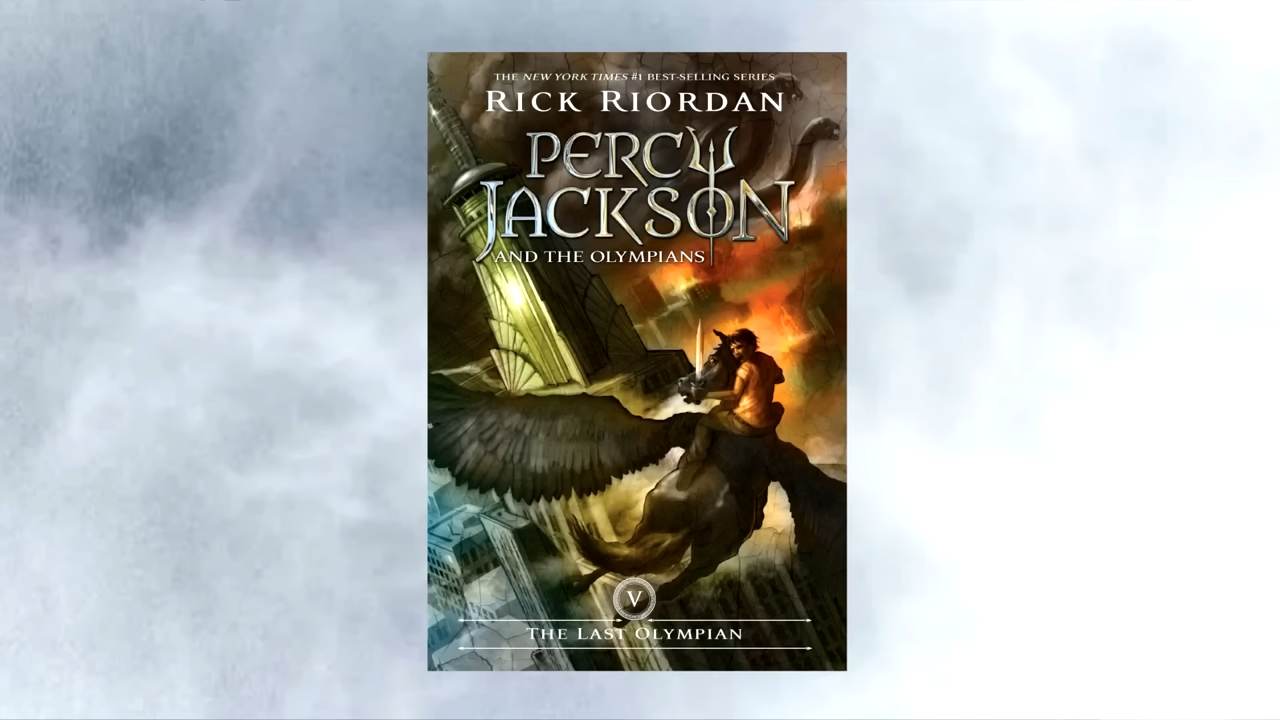 THE NEW YORK TIMES #1 BEST-SELLING SERIES
RICK RIORDAN
PERCY
JACKSON
AND THE OLYMPIANS
V
THE LAST OLYMPIAN